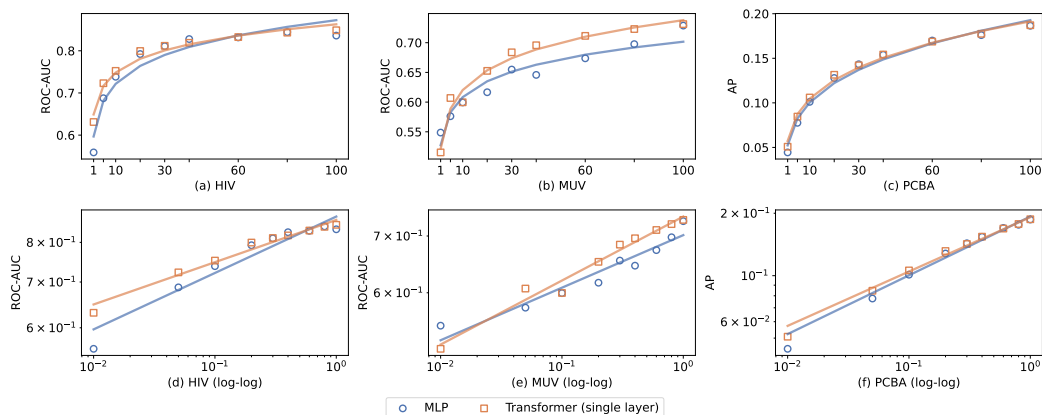 ROC-AUC
0.8
0.7
0.6
1 10 30 60 100
(a) HIV
ROC-AUC
0.70
0.65
0.60
0.55
1 10 30 60 100
(b) MUV
AP
0.20
0.15
0.10
0.05
1 10 30 60 100
(c) PCBA
ROC-AUC
8 × 10⁻¹
7 × 10⁻¹
6 × 10⁻¹
10⁻² 10⁻¹ 10⁰
(d) HIV (log-log)
ROC-AUC
7 × 10⁻¹
6 × 10⁻¹
10⁻² 10⁻¹ 10⁰
(e) MUV (log-log)
AP
2 × 10⁻¹
10⁻¹
6 × 10⁻²
10⁻² 10⁻¹ 10⁰
(f) PCBA (log-log)
MLP Transformer (single layer)